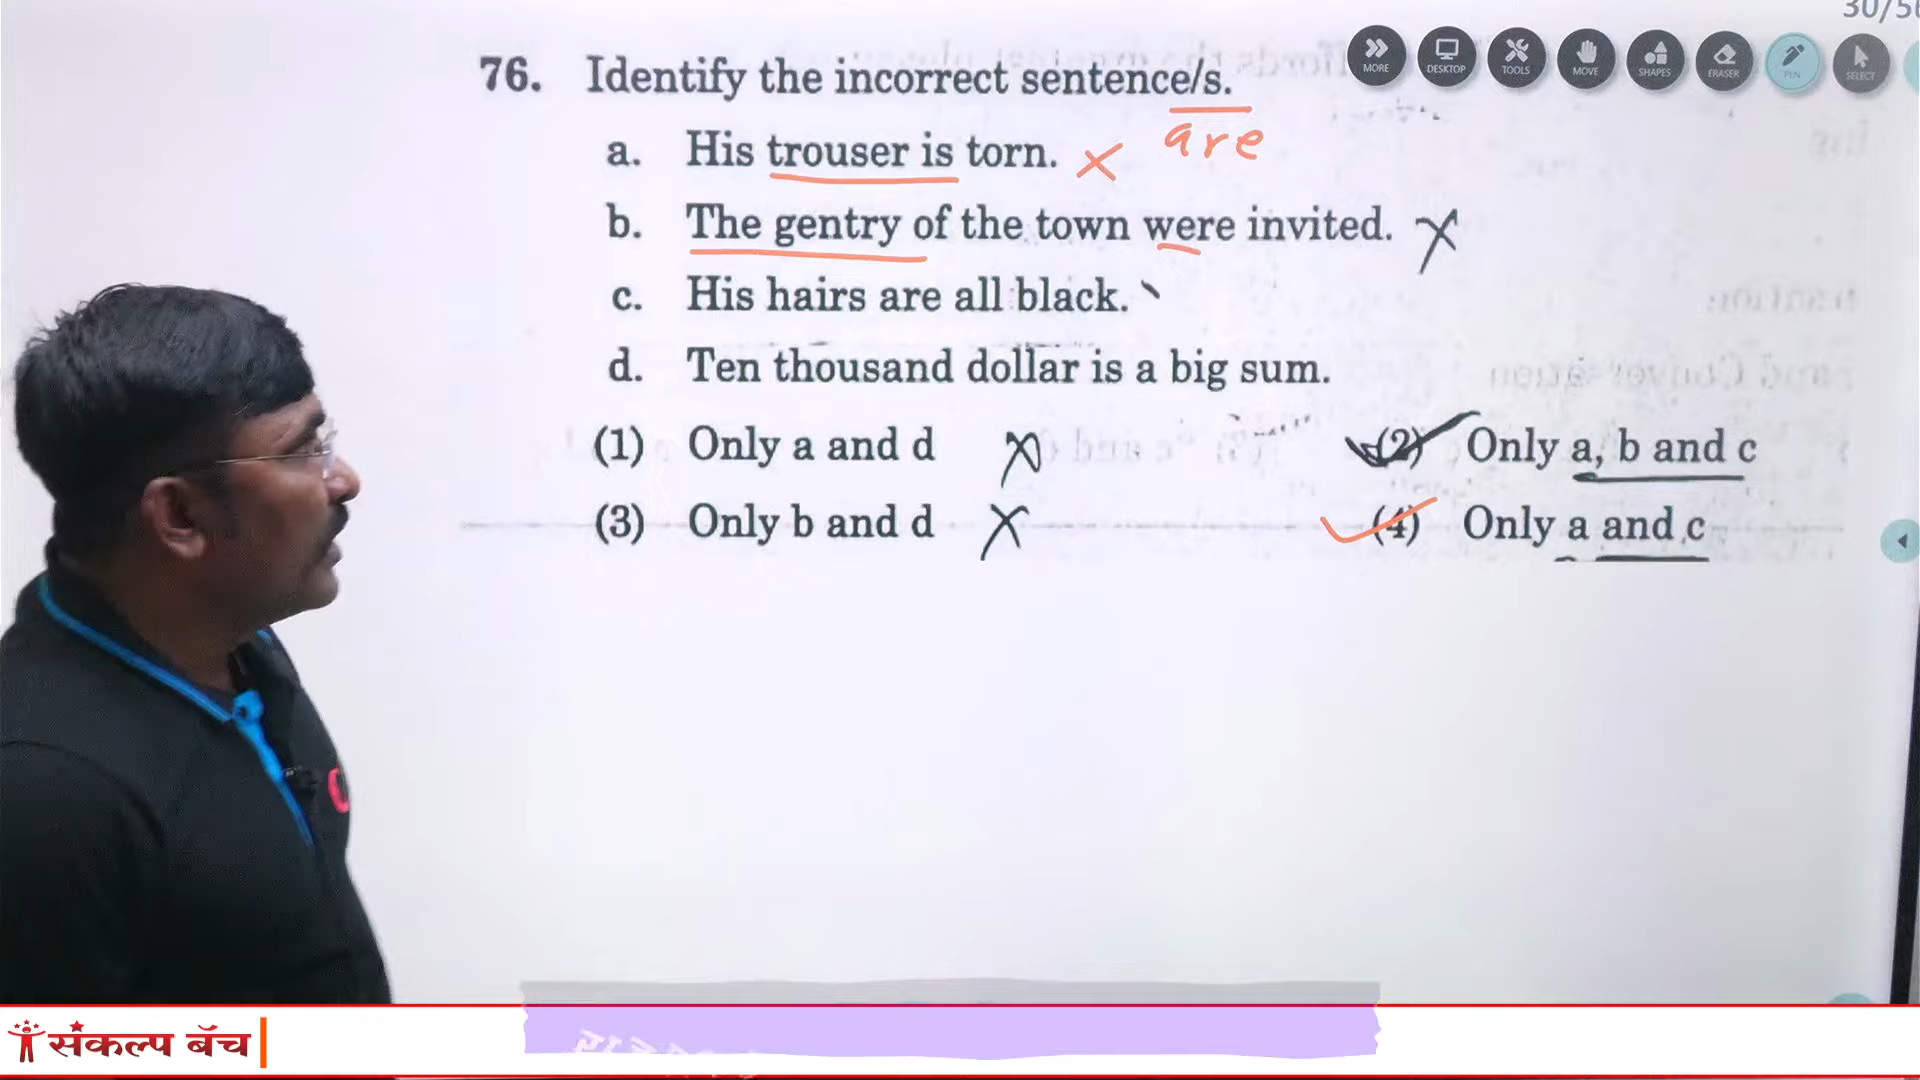 30/56
MORE DESKTOP TOOLS MOVE SHAPES ERASER PEN SELECT
76. Identify the incorrect sentence/s.
are
a. His trouser is torn.
b. The gentry of the town were invited.
c. His hairs are all black.
d. Ten thousand dollar is a big sum.
(1) Only a and d (2) Only a, b and c
(3) Only b and d (4) Only a and c
संकल्प बॅच